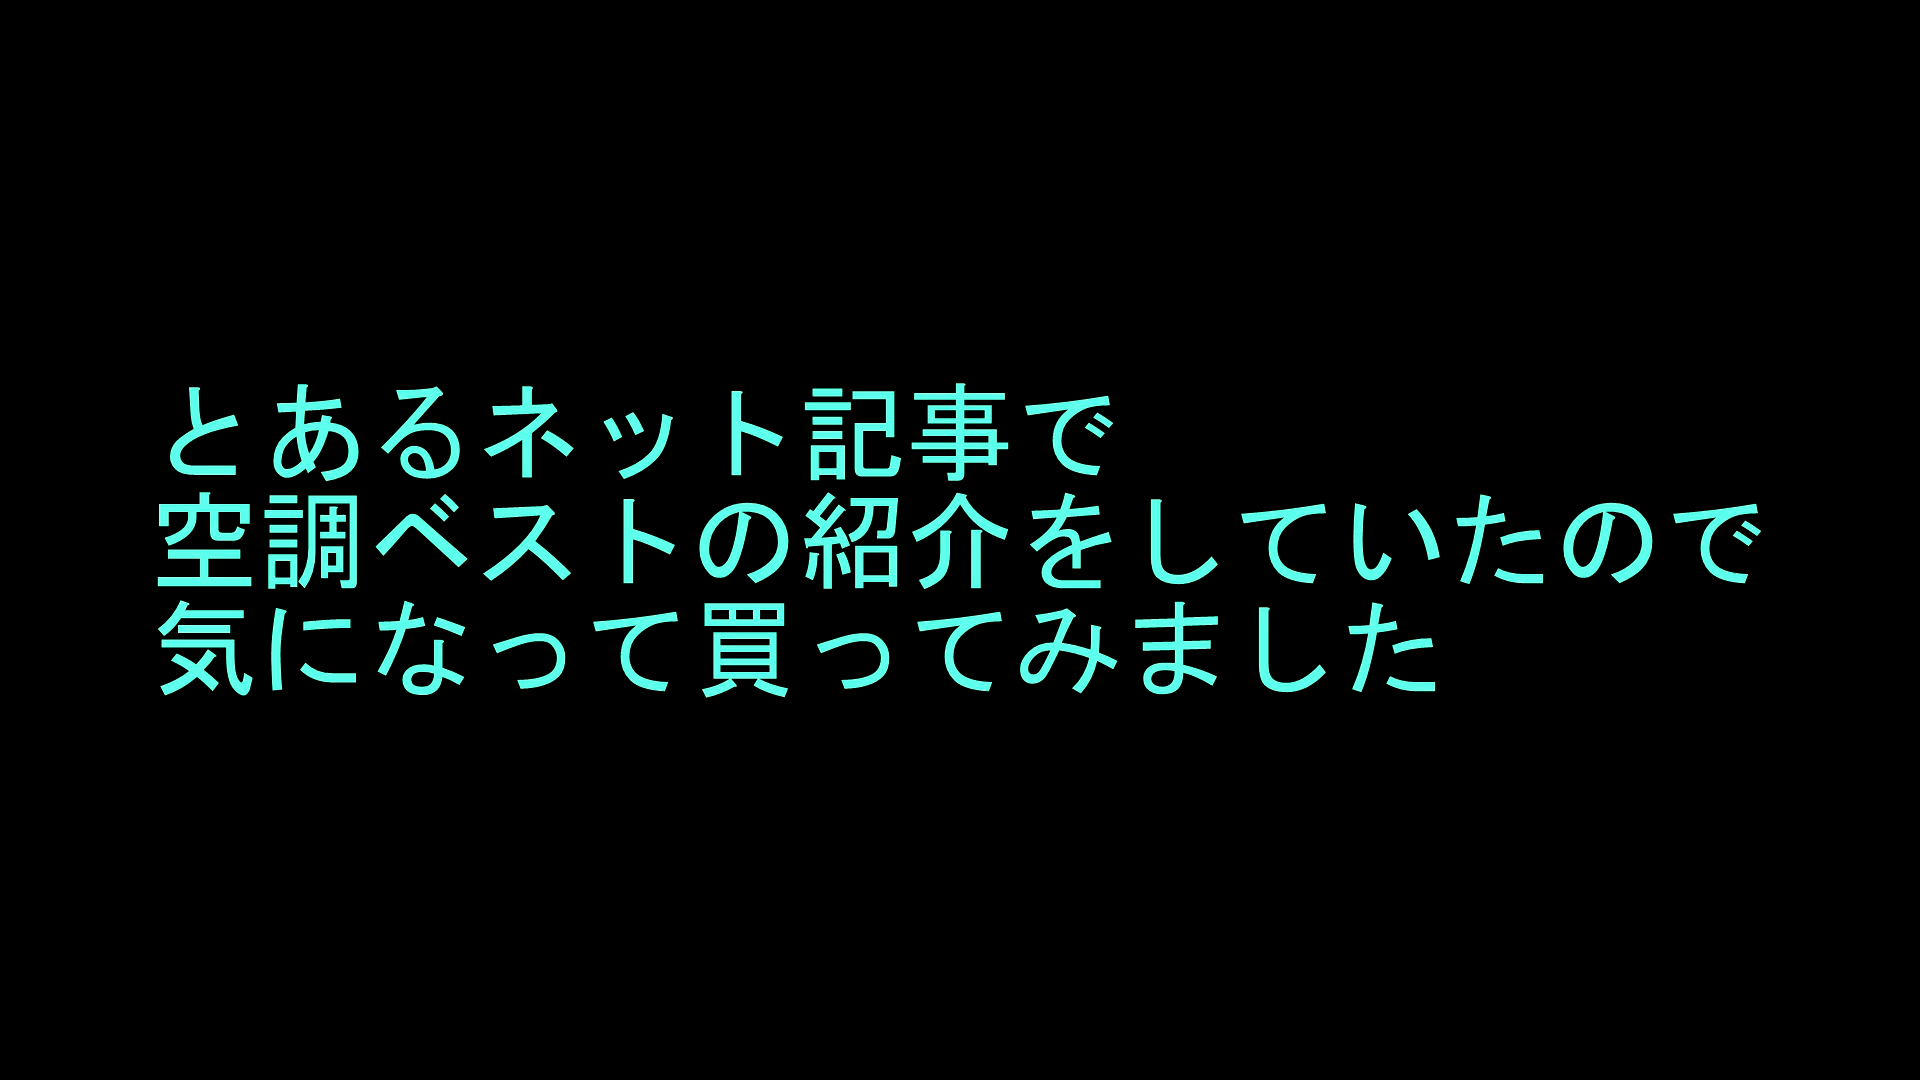 とあるネット記事で
空調ベストの紹介をしていたので
気になって買ってみました